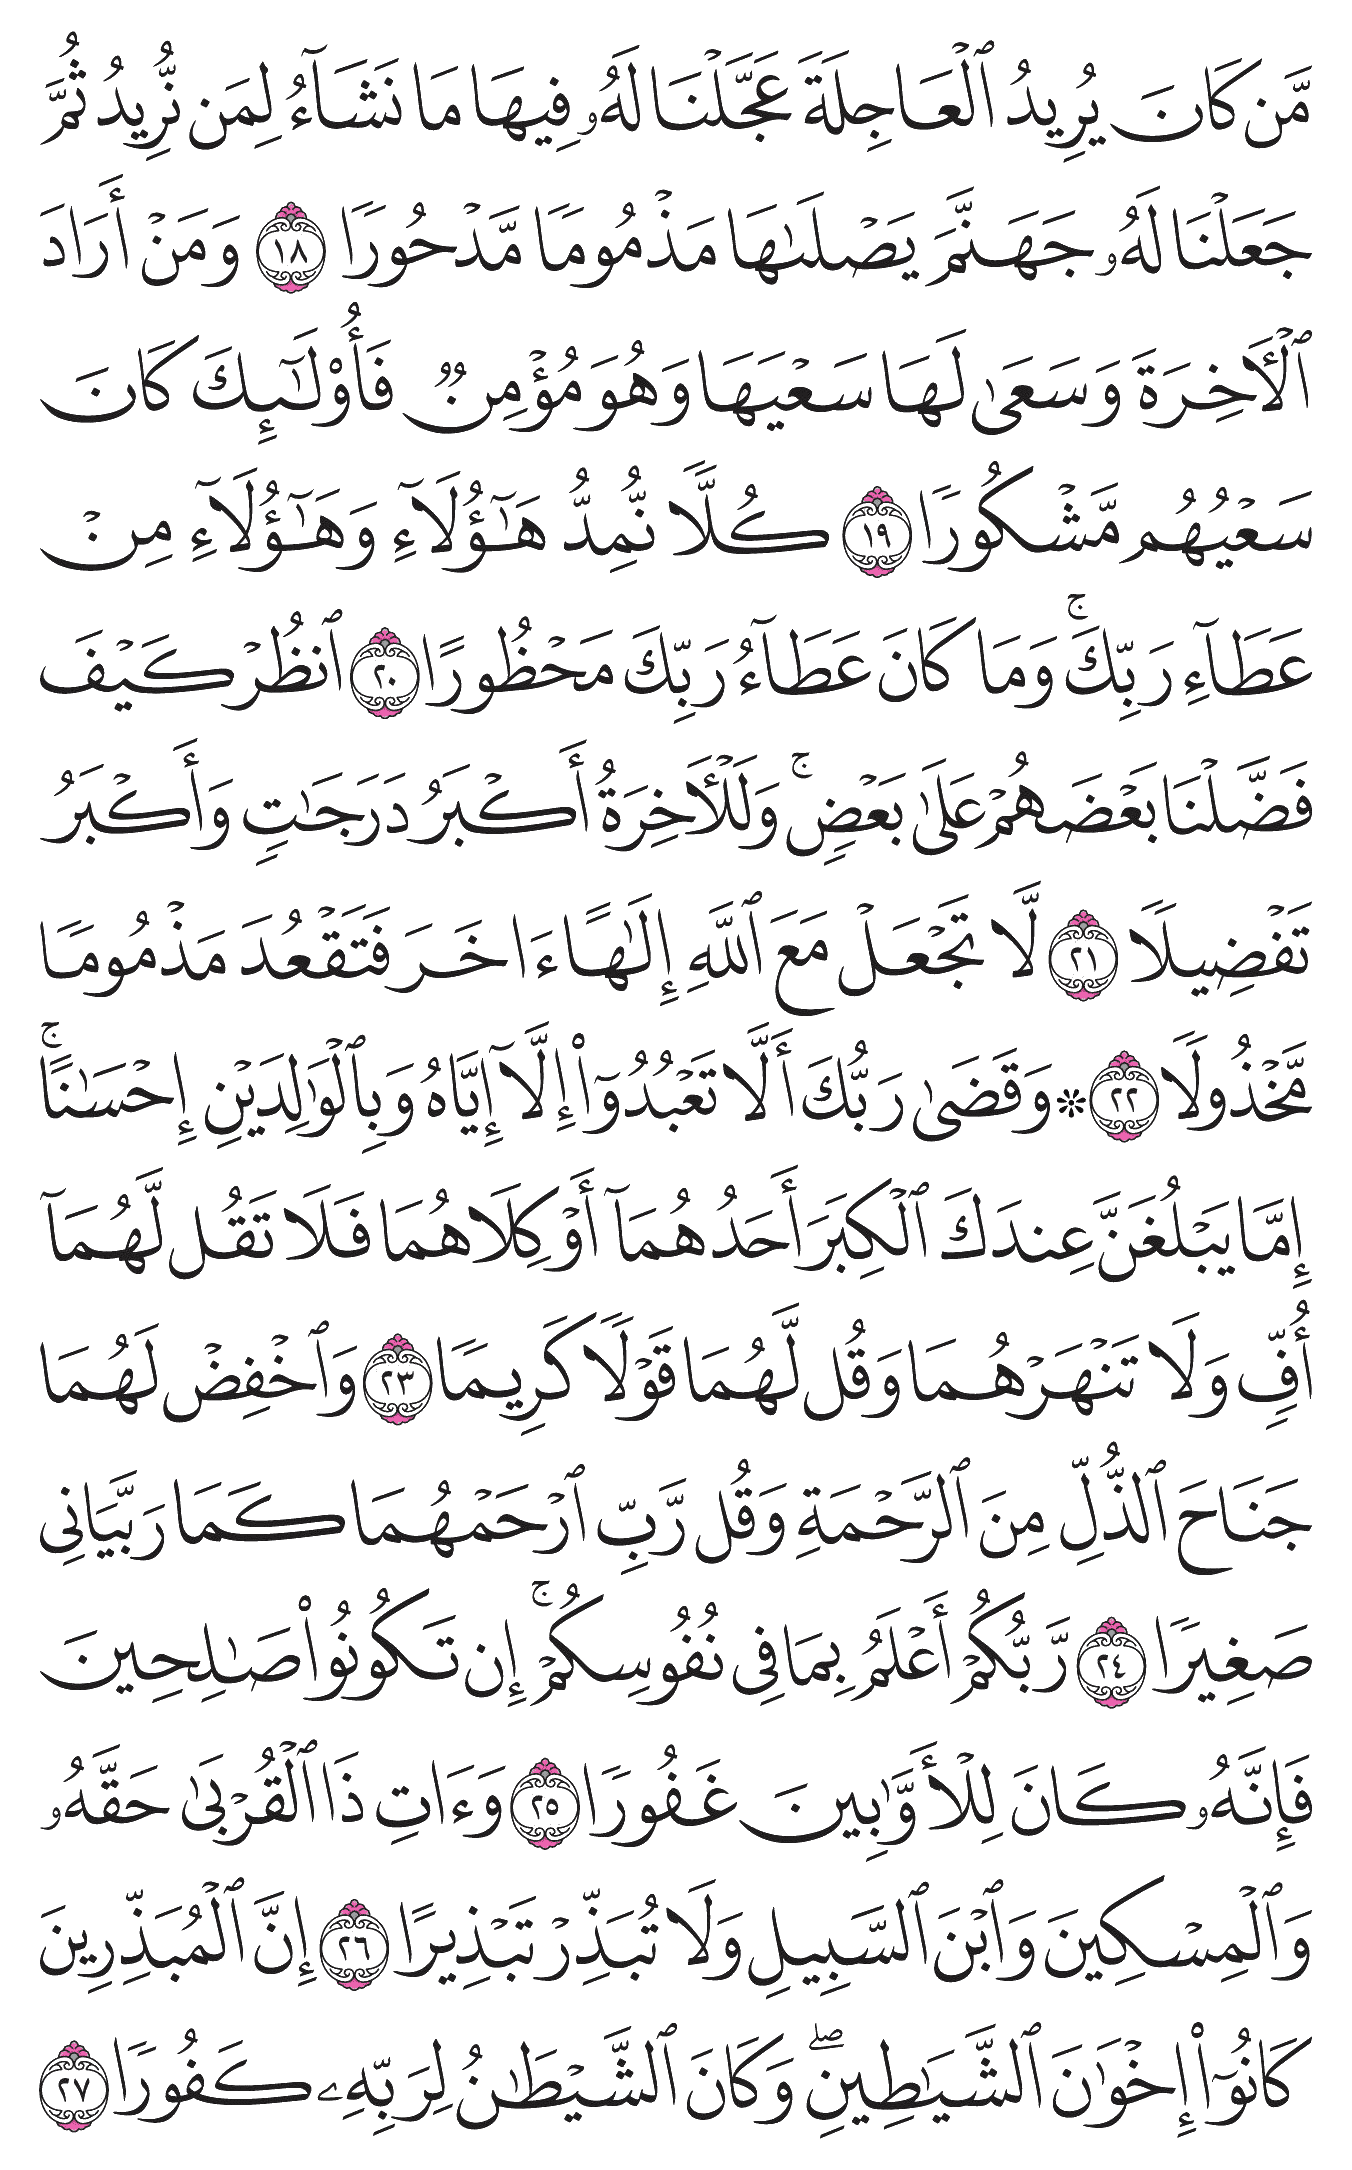 مَّن كَانَ يُرِيدُ ٱلْعَاجِلَةَ عَجَّلْنَا لَهُۥ فِيهَا مَا نَشَآءُ لِمَن نُّرِيدُ ثُمَّ
جَعَلْنَا لَهُۥ جَهَنَّمَ يَصْلَىٰهَا مَذْمُومًا مَّدْحُورًا ١٨ وَمَنْ أَرَادَ
ٱلْأَخِرَةَ وَسَعَىٰ لَهَا سَعْيَهَا وَهُوَ مُؤْمِنٌ فَأُوْلَٰٓئِكَ كَانَ
سَعْيُهُم مَّشْكُورًا ١٩ كُلًّا نُّمِدُّ هَٰٓؤُلَآءِ وَهَٰٓؤُلَآءِ مِنْ
عَطَآءِ رَبِّكَ ۚ وَمَا كَانَ عَطَآءُ رَبِّكَ مَحْظُورًا ٢٠ ٱنظُرْ كَيْفَ
فَضَّلْنَا بَعْضَهُمْ عَلَىٰ بَعْضٍ ۚ وَلَلْأَخِرَةُ أَكْبَرُ دَرَجَٰتٍ وَأَكْبَرُ
تَفْضِيلًا ٢١ لَّا تَجْعَلْ مَعَ ٱللَّهِ إِلَٰهًا ءَاخَرَ فَتَقْعُدَ مَذْمُومًا
مَّخْذُولًا ٢٢ ۞ وَقَضَىٰ رَبُّكَ أَلَّا تَعْبُدُوٓا۟ إِلَّآ إِيَّاهُ وَبِٱلْوَٰلِدَيْنِ إِحْسَٰنًا ۚ
إِمَّا يَبْلُغَنَّ عِندَكَ ٱلْكِبَرَ أَحَدُهُمَآ أَوْ كِلَاهُمَا فَلَا تَقُل لَّهُمَآ
أُفٍّ وَلَا تَنْهَرْهُمَا وَقُل لَّهُمَا قَوْلًا كَرِيمًا ٢٣ وَٱخْفِضْ لَهُمَا
جَنَاحَ ٱلذُّلِّ مِنَ ٱلرَّحْمَةِ وَقُل رَّبِّ ٱرْحَمْهُمَا كَمَا رَبَّيَانِى
صَغِيرًا ٢٤ رَّبُّكُمْ أَعْلَمُ بِمَا فِى نُفُوسِكُمْ ۚ إِن تَكُونُوا۟ صَٰلِحِينَ
فَإِنَّهُۥ كَانَ لِلْأَوَّٰبِينَ غَفُورًا ٢٥ وَءَاتِ ذَا ٱلْقُرْبَىٰ حَقَّهُۥ
وَٱلْمِسْكِينَ وَٱبْنَ ٱلسَّبِيلِ وَلَا تُبَذِّرْ تَبْذِيرًا ٢٦ إِنَّ ٱلْمُبَذِّرِينَ
كَانُوٓا۟ إِخْوَٰنَ ٱلشَّيَٰطِينِ ۖ وَكَانَ ٱلشَّيْطَٰنُ لِرَبِّهِۦ كَفُورًا ٢٧